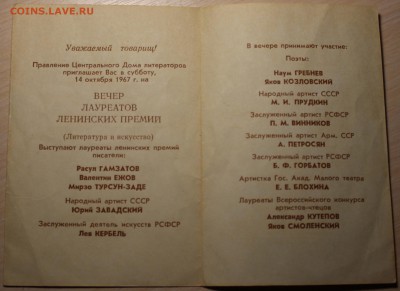 COINS.LAVE.RU
Уважаемый товарищ!
Правление Центрального Дома литераторов
приглашает Вас в субботу,
14 октября 1967 г. на
ВЕЧЕР
ЛАУРЕАТОВ
ЛЕНИНСКИХ ПРЕМИЙ
(Литература и искусство)
Выступают лауреаты ленинских премий
писатели:
Расул ГАМЗАТОВ
Валентин ЕЖОВ
Мирзо ТУРСУН-ЗАДЕ
Народный артист СССР
Юрий ЗАВАДСКИЙ
Заслуженный деятель искусств РСФСР
Лев КЕРБЕЛЬ
В вечере принимают участие:
Поэты:
Наум ГРЕБНЕВ
Яков КОЗЛОВСКИЙ
Народный артист СССР
М. И. ПРУДКИН
Заслуженный артист РСФСР
П. М. ВИННИКОВ
Заслуженный артист Арм. ССР
А. ПЕТРОСЯН
Заслуженный артист РСФСР
Б. Ф. ГОРБАТОВ
Артистка Гос. Акад. Малого театра
Е. Е. БЛОХИНА
Лауреаты Всероссийского конкурса
артистов-чтецов
Александр КУТЕПОВ
Яков СМОЛЕНСКИЙ